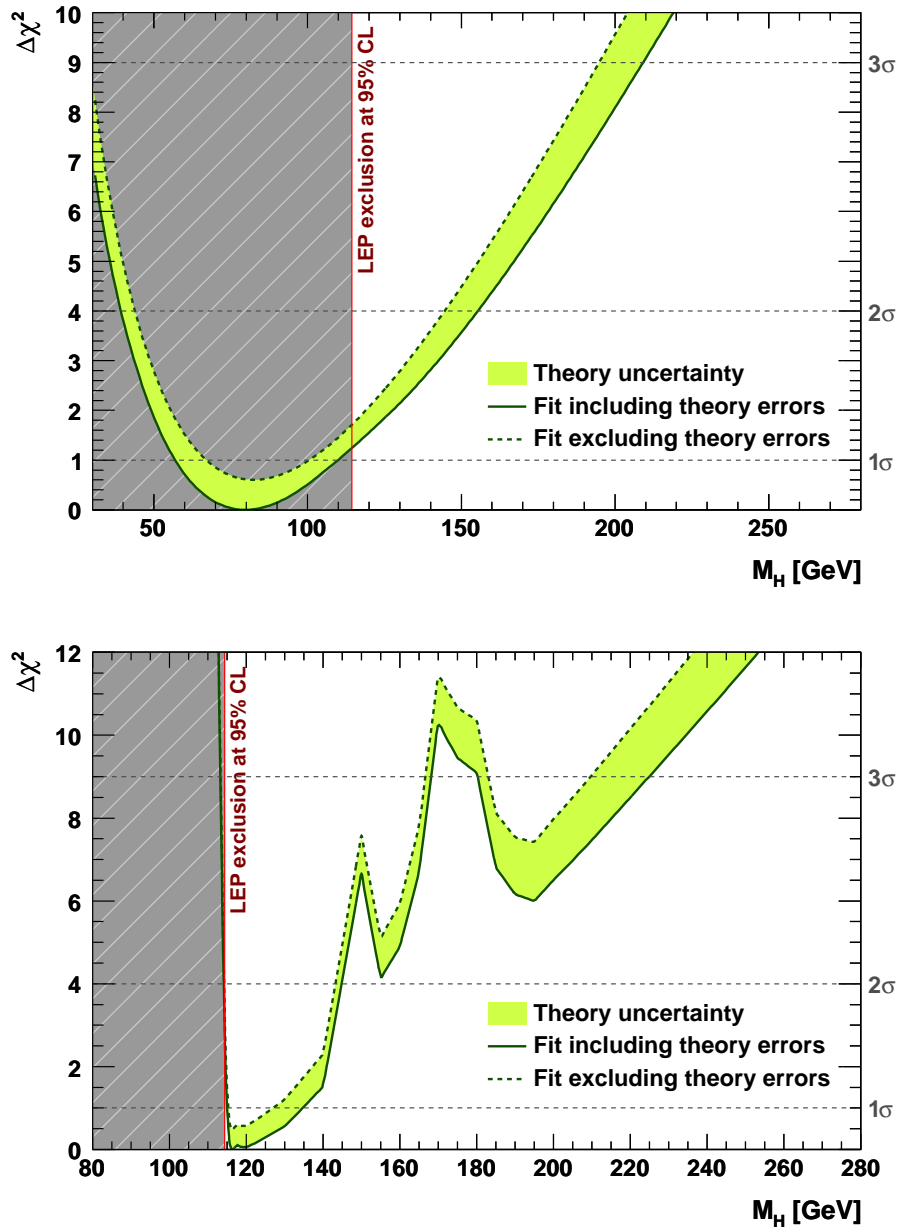 Δχ²
10
9
8
7
6
5
4
3
2
1
0
3σ
2σ
1σ
LEP exclusion at 95% CL
Theory uncertainty
Fit including theory errors
Fit excluding theory errors
50 100 150 200 250
M_H [GeV]
Δχ²
12
10
8
6
4
2
0
3σ
2σ
1σ
LEP exclusion at 95% CL
Theory uncertainty
Fit including theory errors
Fit excluding theory errors
80 100 120 140 160 180 200 220 240 260 280
M_H [GeV]